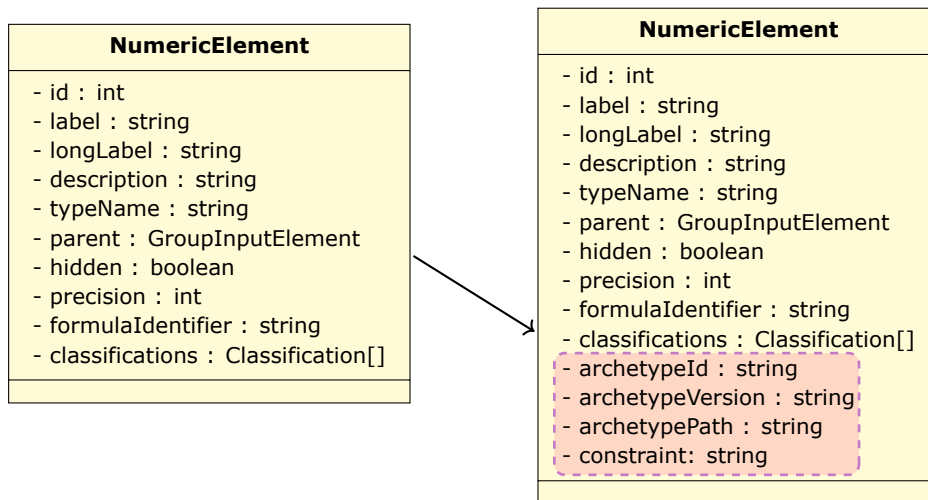 NumericElement
- id : int
- label : string
- longLabel : string
- description : string
- typeName : string
- parent : GroupInputElement
- hidden : boolean
- precision : int
- formulaIdentifier : string
- classifications : Classification[]
NumericElement
- id : int
- label : string
- longLabel : string
- description : string
- typeName : string
- parent : GroupInputElement
- hidden : boolean
- precision : int
- formulaIdentifier : string
- classifications : Classification[]
- archetypeId : string
- archetypeVersion : string
- archetypePath : string
- constraint: string